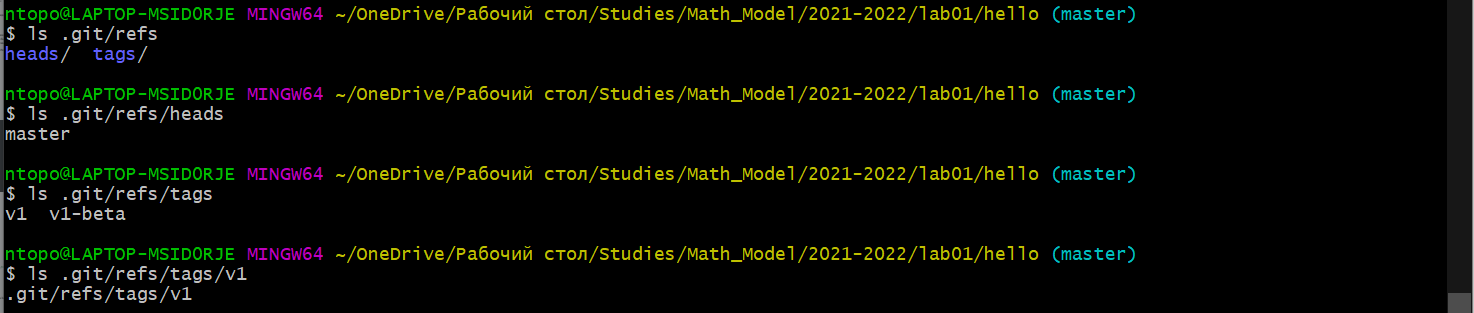 ntopo@LAPTOP-MSIDORJE MINGW64 ~/OneDrive/Рабочий стол/Studies/Math_Model/2021-2022/lab01/hello (master)
$ ls .git/refs
heads/  tags/
ntopo@LAPTOP-MSIDORJE MINGW64 ~/OneDrive/Рабочий стол/Studies/Math_Model/2021-2022/lab01/hello (master)
$ ls .git/refs/heads
master
ntopo@LAPTOP-MSIDORJE MINGW64 ~/OneDrive/Рабочий стол/Studies/Math_Model/2021-2022/lab01/hello (master)
$ ls .git/refs/tags
v1  v1-beta
ntopo@LAPTOP-MSIDORJE MINGW64 ~/OneDrive/Рабочий стол/Studies/Math_Model/2021-2022/lab01/hello (master)
$ ls .git/refs/tags/v1
.git/refs/tags/v1